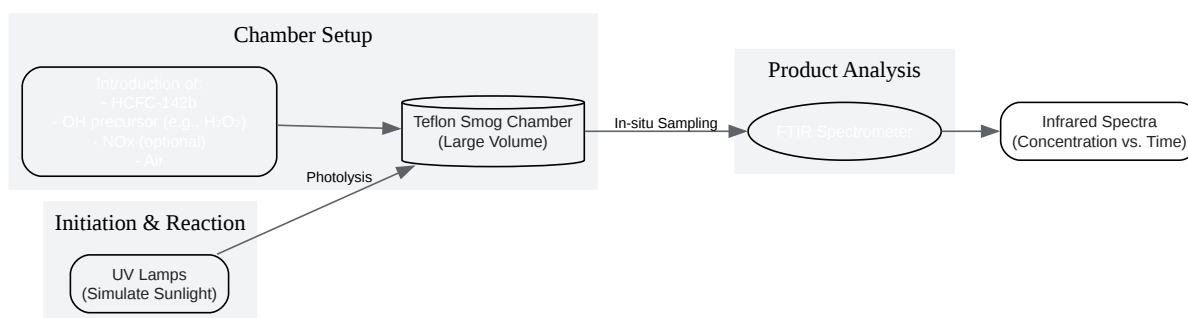 Chamber Setup
Introduction of:
- HCFC-142b
- OH precursor (e.g., H₂O₂)
- NOx (optional)
- Air
Teflon Smog Chamber
(Large Volume)
Photolysis
Initiation & Reaction
UV Lamps
(Simulate Sunlight)
In-situ Sampling
Product Analysis
FTIR Spectrometer
Infrared Spectra
(Concentration vs. Time)